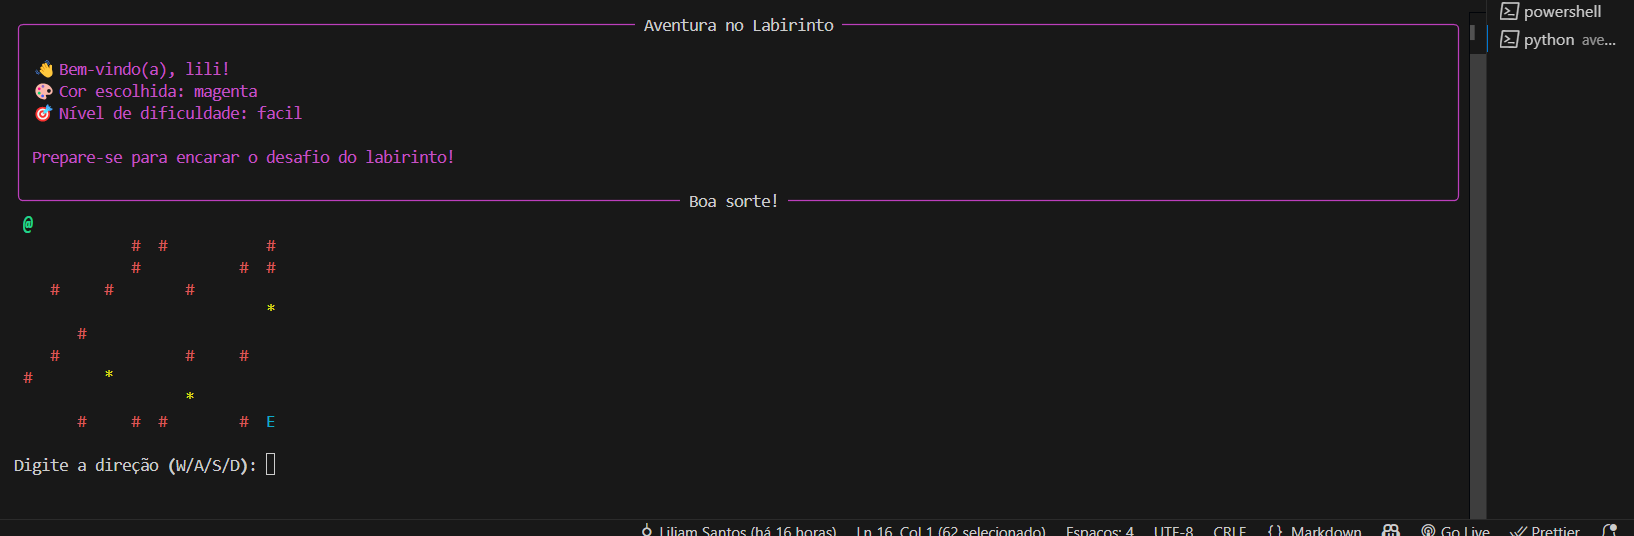 Aventura no Labirinto
👋 Bem-vindo(a), lili!
🎨 Cor escolhida: magenta
🎯 Nível de dificuldade: facil
Prepare-se para encarar o desafio do labirinto!
Boa sorte!
@
# # #
# # #
# # #
*
#
# # #
# *
*
# # # # E
Digite a direção (W/A/S/D):
powershell
python ave...
Liliam Santos (há 16 horas) Ln 16, Col 1 (62 selecionado) Espaços: 4 UTF-8 CRLF {} Markdown Go Live Prettier